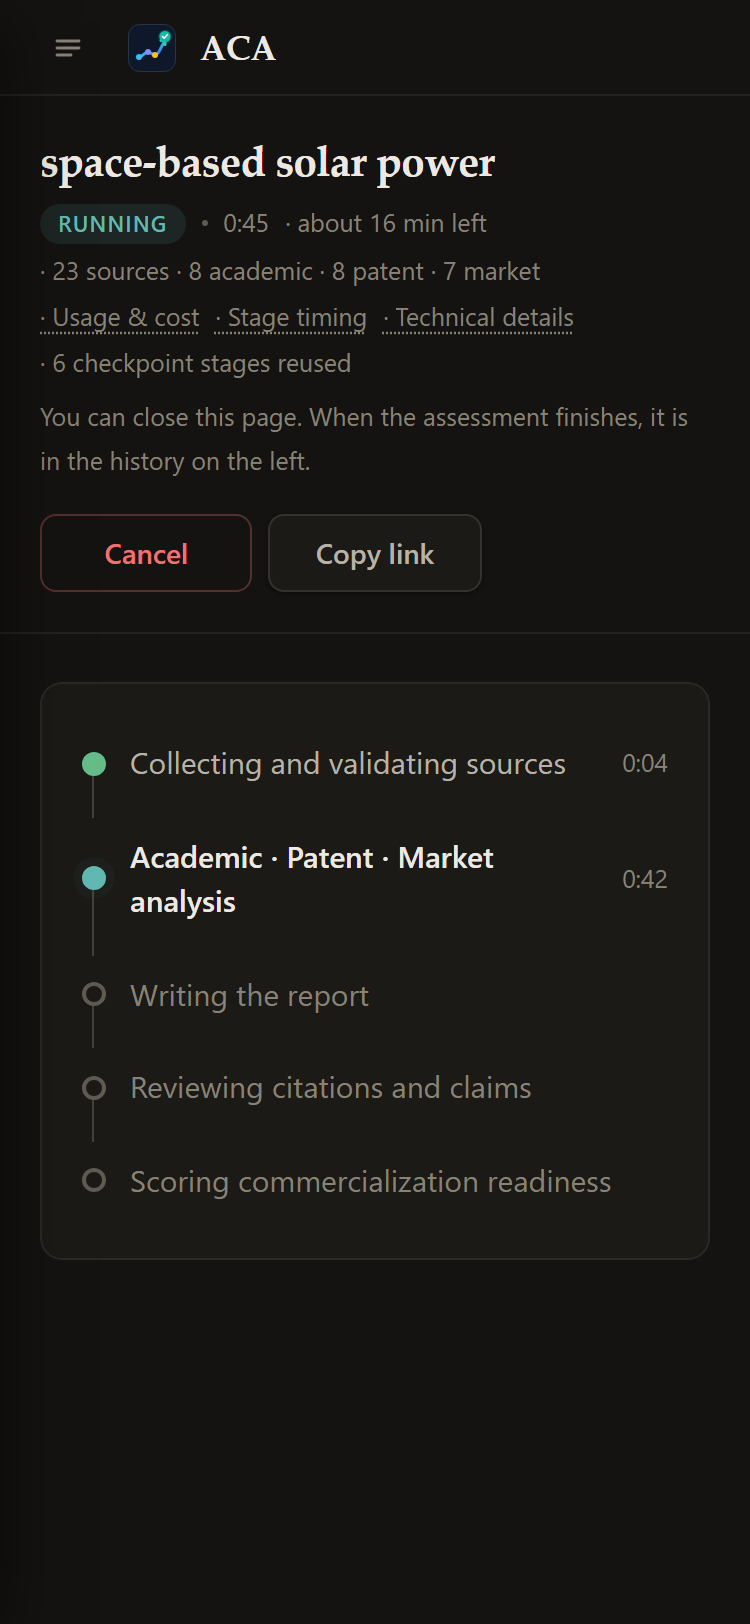 ACA
space-based solar power
RUNNING • 0:45 · about 16 min left
· 23 sources · 8 academic · 8 patent · 7 market
· Usage & cost · Stage timing · Technical details
· 6 checkpoint stages reused
You can close this page. When the assessment finishes, it is
in the history on the left.
Cancel Copy link
Collecting and validating sources 0:04
Academic · Patent · Market
analysis 0:42
Writing the report
Reviewing citations and claims
Scoring commercialization readiness